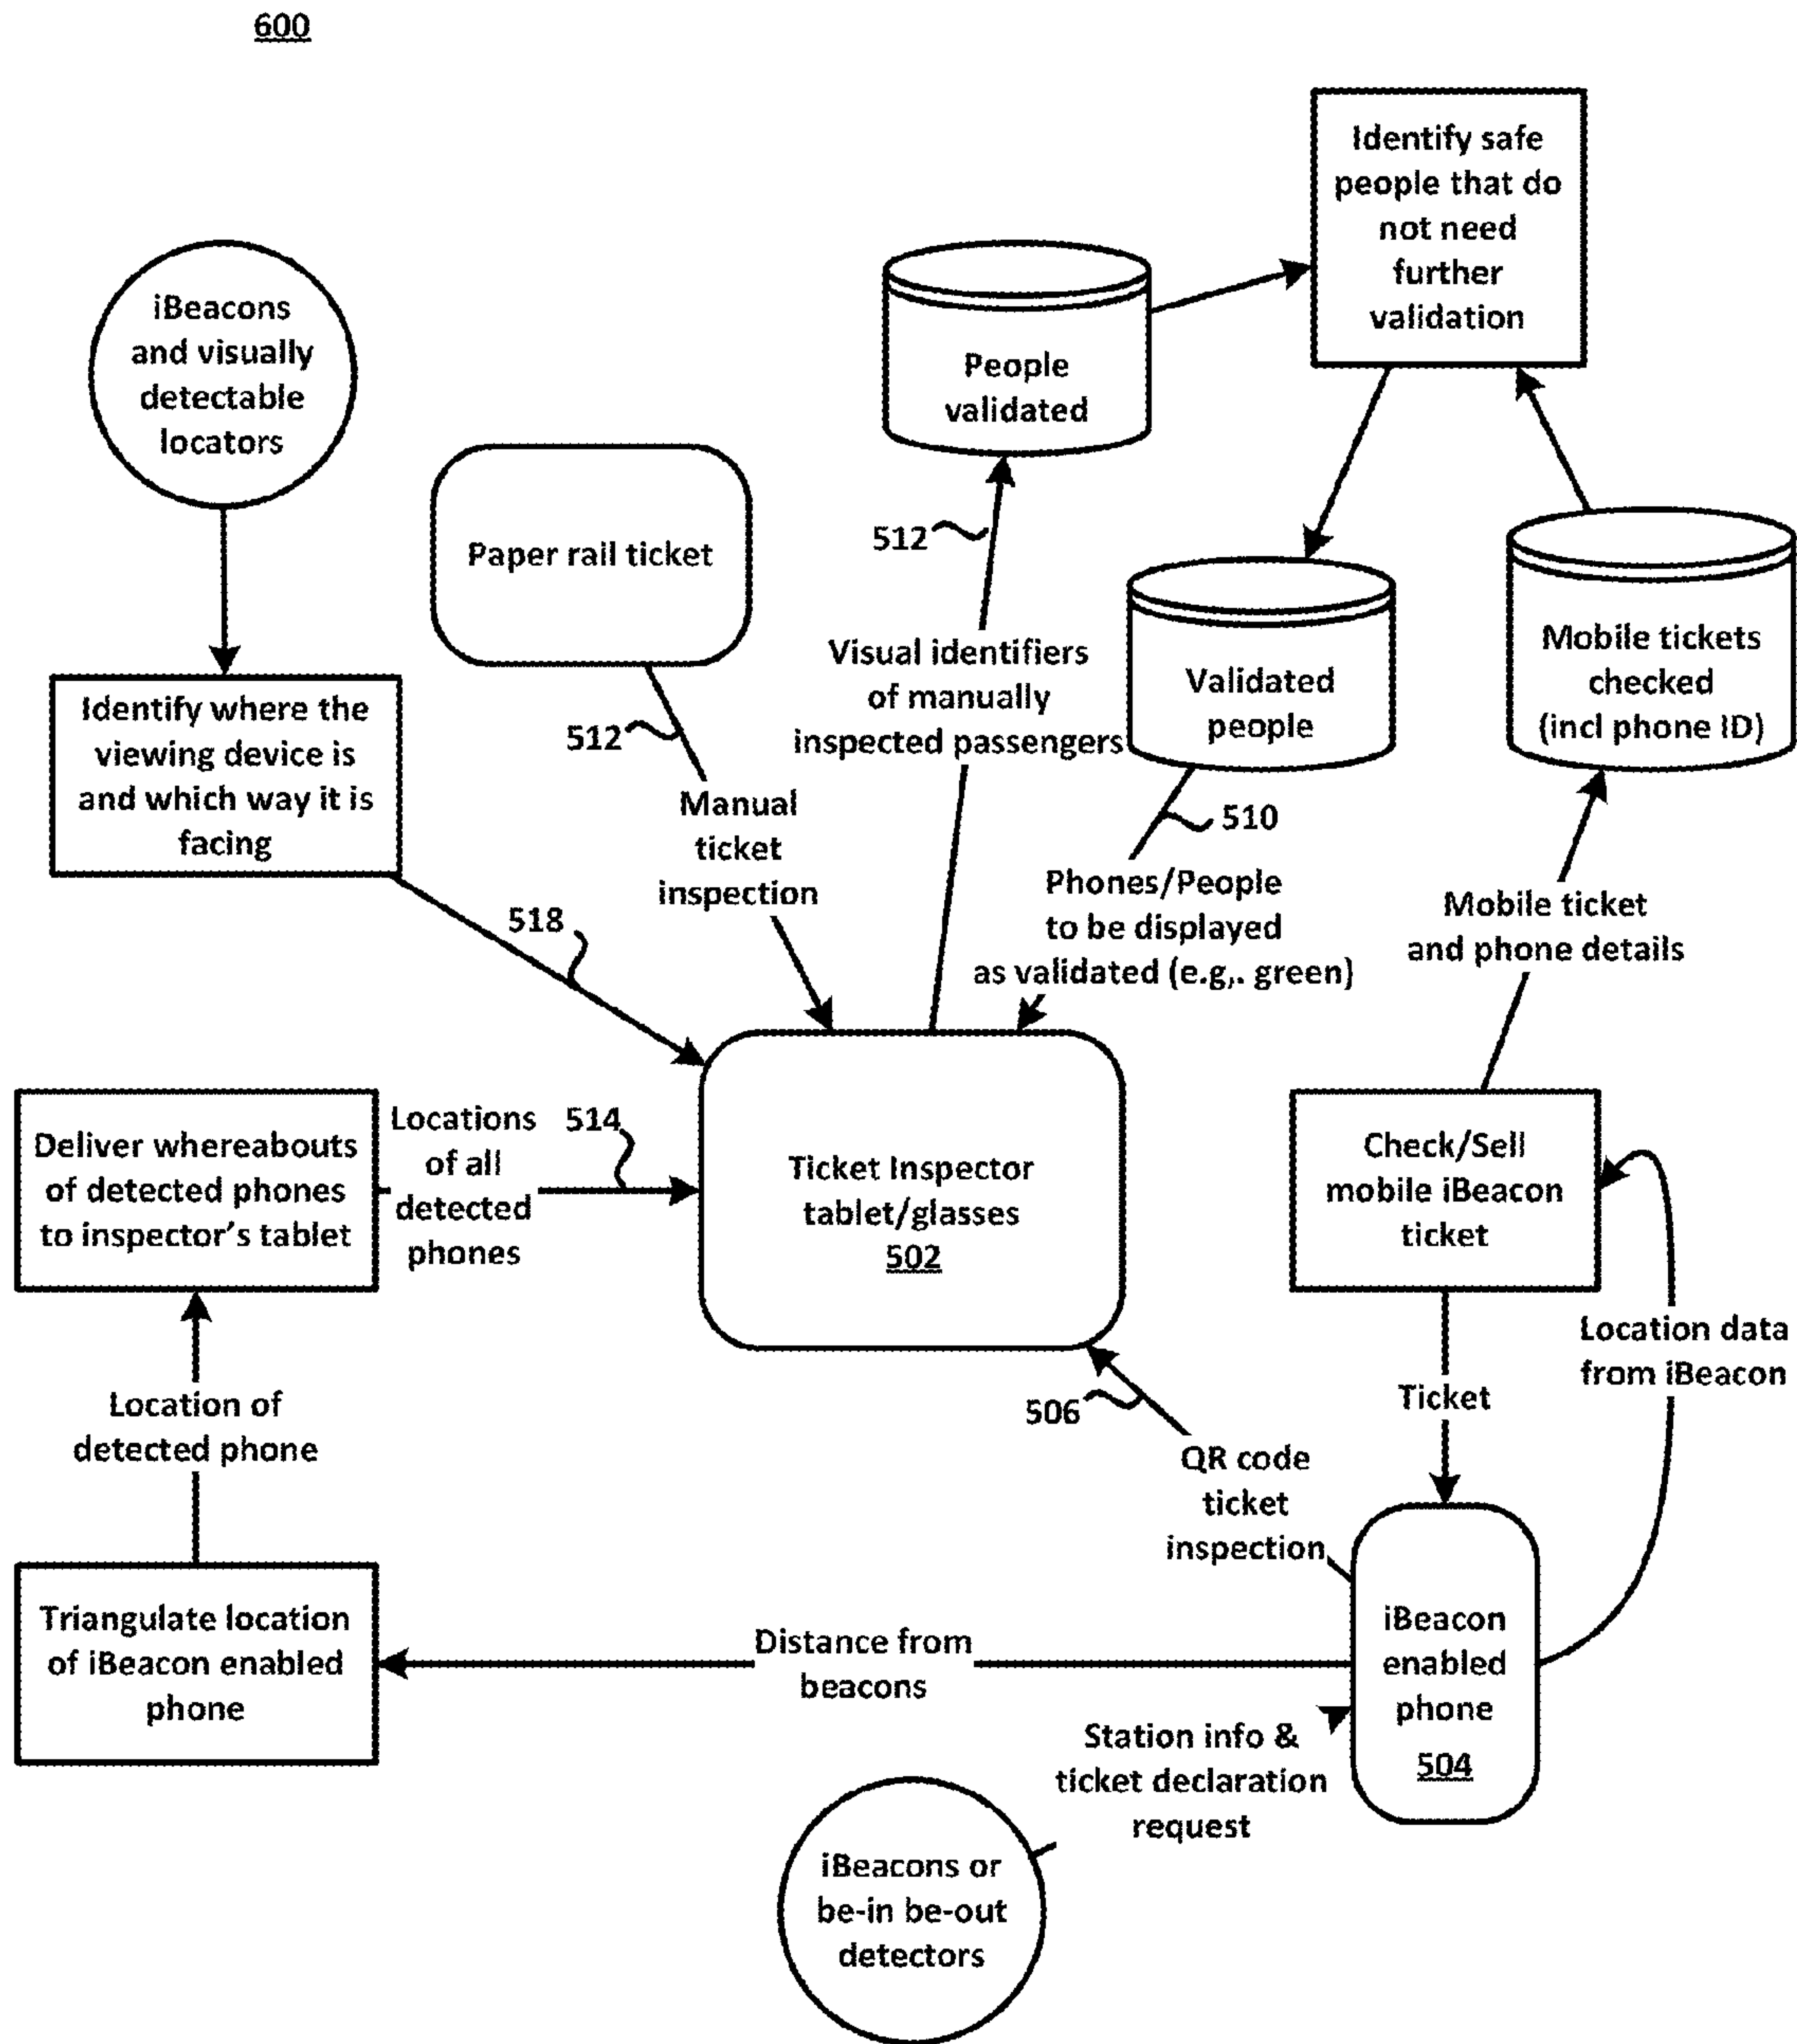 600
Identify safe
people that do
not need
further
validation
iBeacons
and visually
detectable
locators
People
validated
Paper rail ticket
512
Visual identifiers
of manually
inspected passengers
Validated
people
Mobile tickets
checked
(incl phone ID)
Identify where the
viewing device is
and which way it is
facing
512
Manual
ticket
inspection
510
Phones/People
to be displayed
as validated (e.g,. green)
Mobile ticket
and phone details
518
Deliver whereabouts
of detected phones
to inspector's tablet
Locations
of all
detected
phones
514
Ticket Inspector
tablet/glasses
502
Check/Sell
mobile iBeacon
ticket
Location data
from iBeacon
Ticket
Location of
detected phone
506
QR code
ticket
inspection
Triangulate location
of iBeacon enabled
phone
Distance from
beacons
iBeacon
enabled
phone
504
Station info &
ticket declaration
request
iBeacons or
be-in be-out
detectors